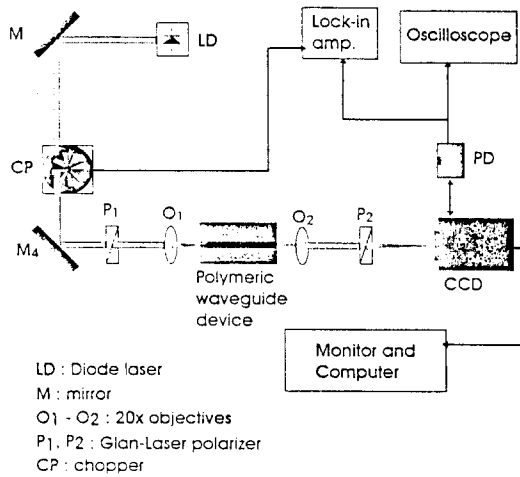 M
LD
Lock-in
amp.
Oscilloscope
CP
PD
P1
O1
O2
P2
M4
Polymeric
waveguide
device
CCD
Monitor and
Computer
LD : Diode laser
M : mirror
O1 - O2 : 20x objectives
P1, P2 : Glan-Laser polarizer
CP : chopper